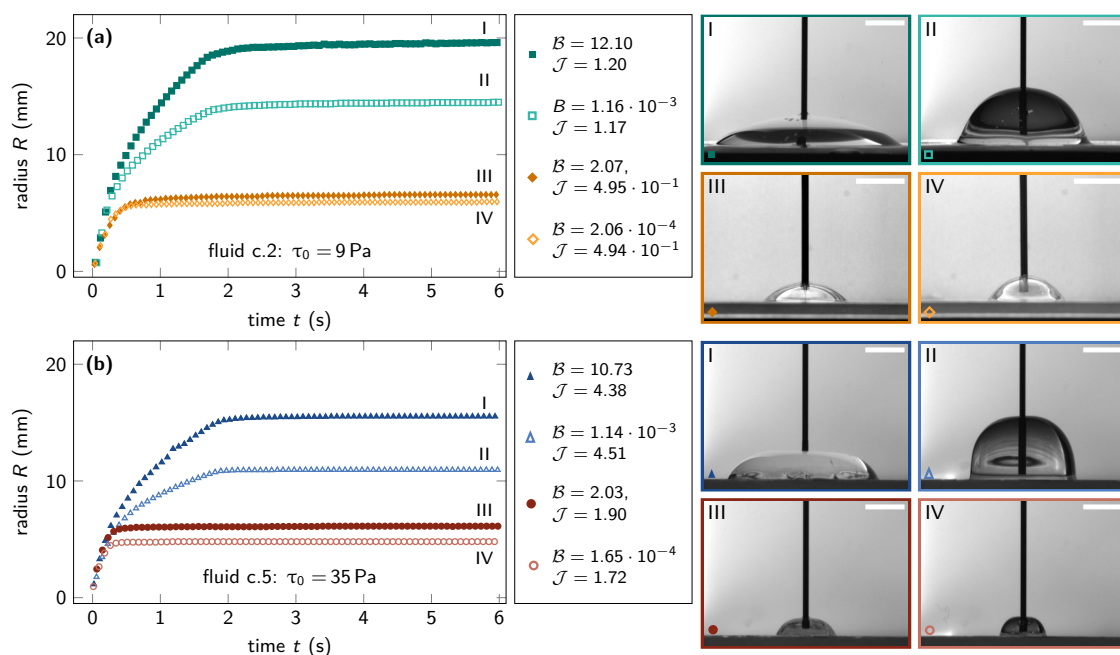 (a)
20
10
0
radius R (mm)
I
II
III
IV
fluid c.2: τ₀ = 9 Pa
0 1 2 3 4 5 6
time t (s)
ℬ = 12.10
𝒥 = 1.20
B = 1.16 · 10⁻³
𝒥 = 1.17
ℬ = 2.07,
𝒥 = 4.95 · 10⁻¹
ℬ = 2.06 · 10⁻⁴
𝒥 = 4.94 · 10⁻¹
I
II
III
IV
(b)
20
10
0
radius R (mm)
I
II
III
IV
fluid c.5: τ₀ = 35 Pa
0 1 2 3 4 5 6
time t (s)
ℬ = 10.73
𝒥 = 4.38
ℬ = 1.14 · 10⁻³
𝒥 = 4.51
ℬ = 2.03,
𝒥 = 1.90
ℬ = 1.65 · 10⁻⁴
𝒥 = 1.72
I
II
III
IV